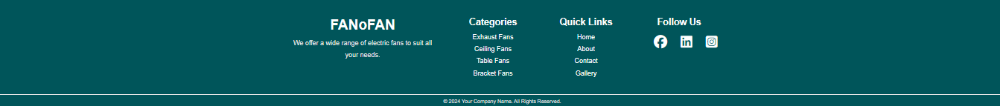 FANoFAN
We offer a wide range of electric fans to suit all
your needs.
Categories
Exhaust Fans
Ceiling Fans
Table Fans
Bracket Fans
Quick Links
Home
About
Contact
Gallery
Follow Us
© 2024 Your Company Name. All Rights Reserved.